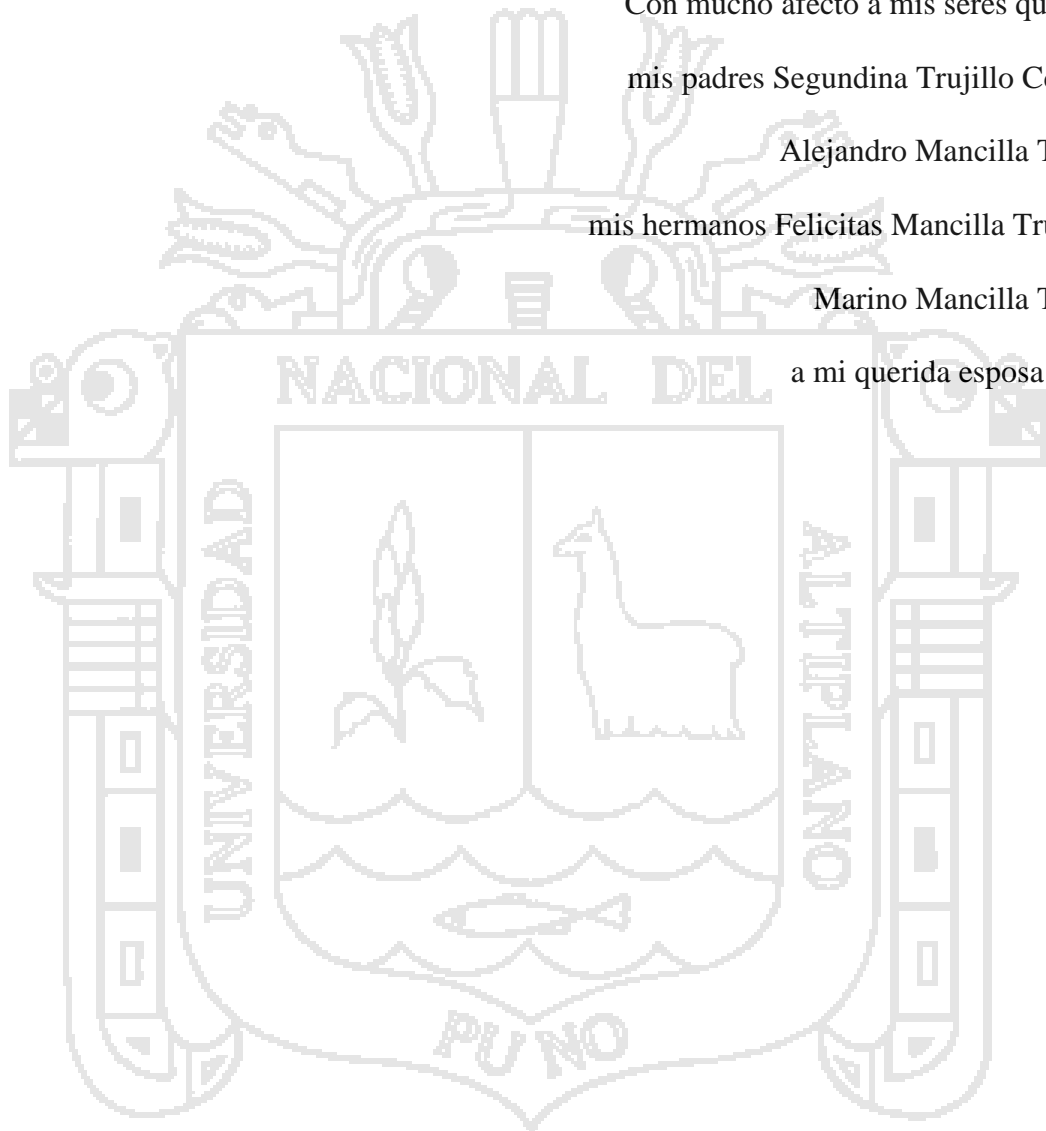 Con mucho afecto a mis seres
mis padres Segundina Trujillo
Alejandro Mancilla
mis hermanos Felicitas Mancilla
Marino Mancilla
a mi querida esposa
NACIONAL DEL
UNIVERSIDAD
ALTIPLANO
PUNO